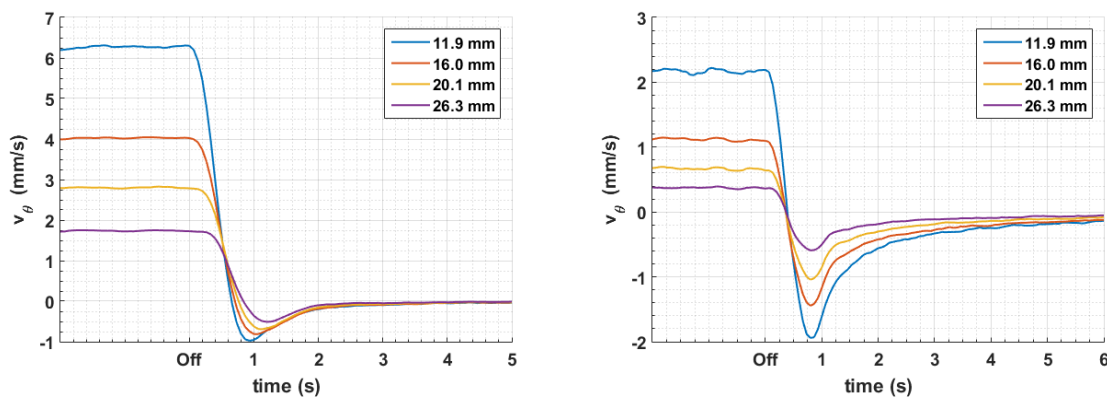 7
6
5
4
3
2
1
0
-1
v θ (mm/s)
Off 1 2 3 4 5
time (s)
11.9 mm
16.0 mm
20.1 mm
26.3 mm
3
2
1
0
-1
-2
v θ (mm/s)
Off 1 2 3 4 5 6
time (s)
11.9 mm
16.0 mm
20.1 mm
26.3 mm